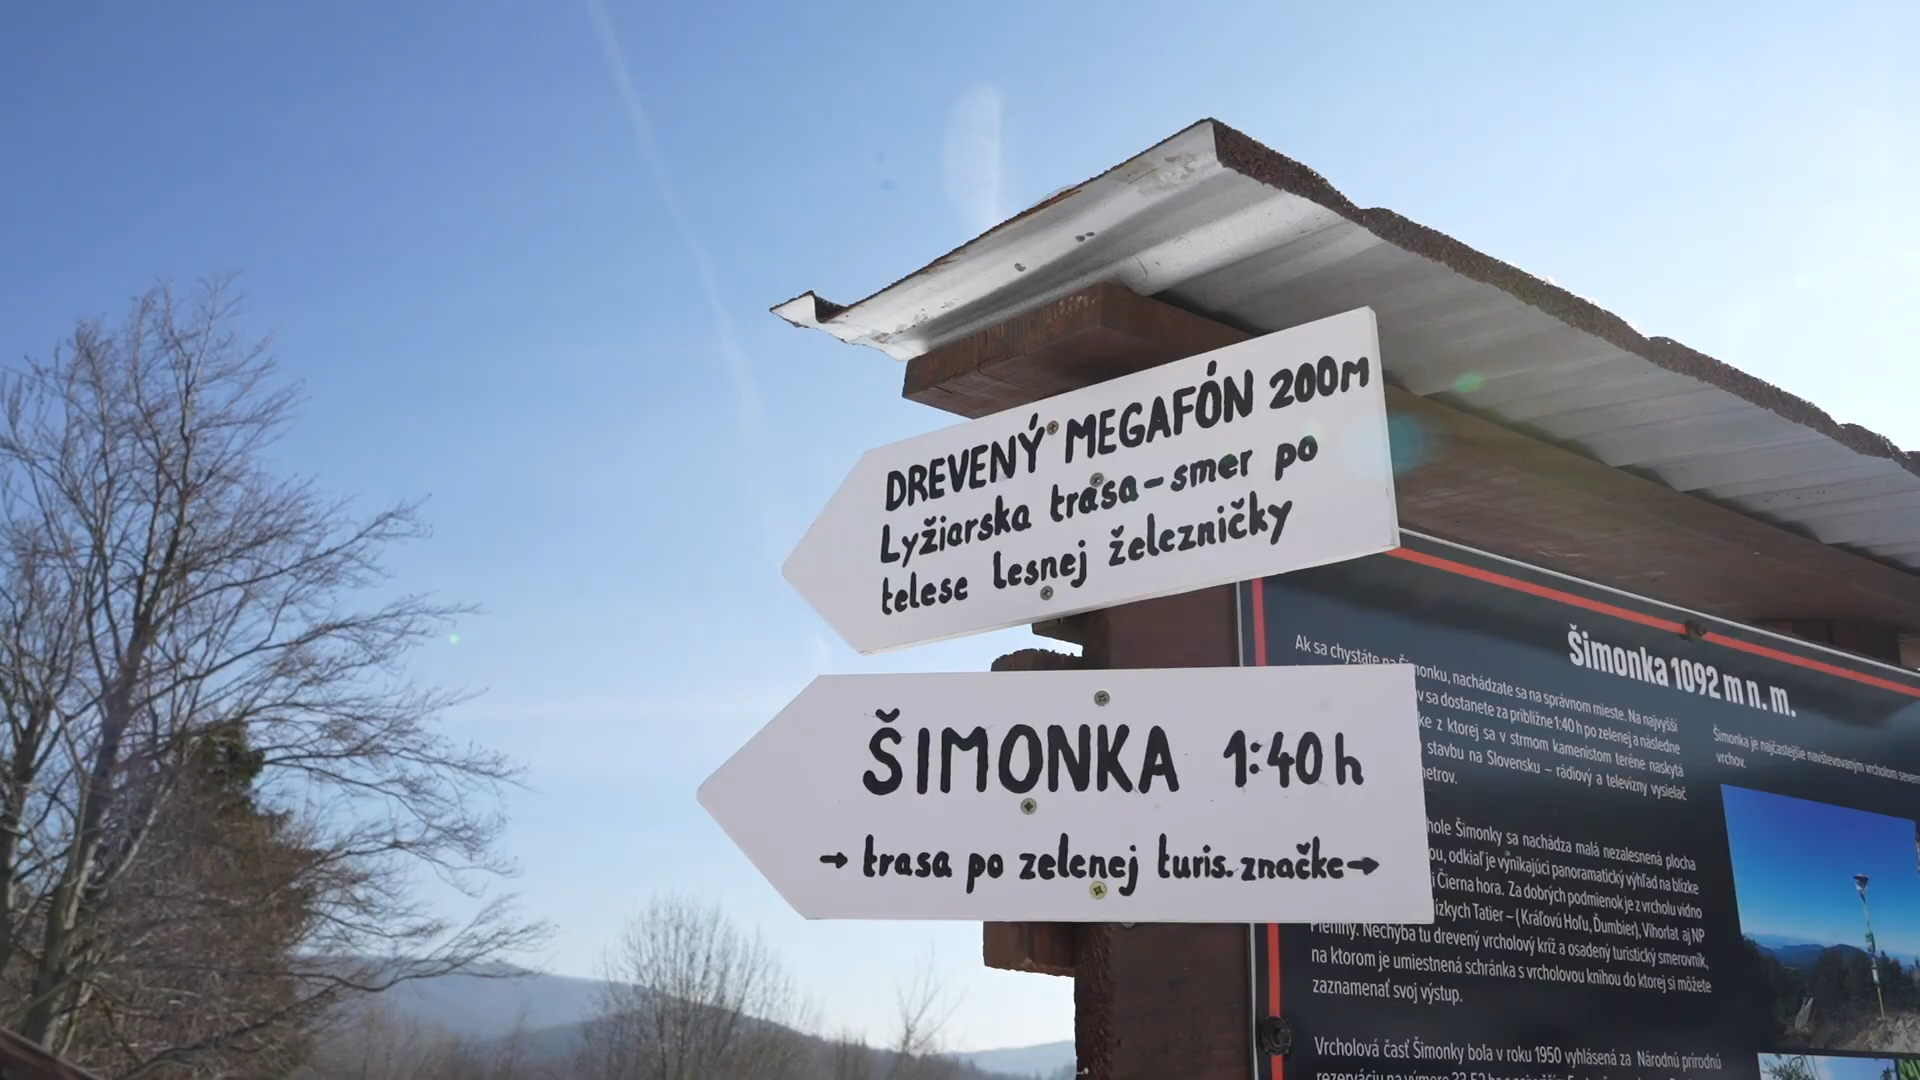 DREVENÝ MEGAFÓN 200m
Lyžiarska trasa-smer po
telese lesnej železničky
ŠIMONKA 1:40h
→ trasa po zelenej turis. značke →
Šimonka 1092 m n. m.
Ak sa chystáte na Šimonku, nachádzate sa na správnom mieste. Na najvyšší
sa dostanete za približne 1:40 h po zelenej a následne
z ktorej sa v strmom kamenistom teréne naskytá
stavbu na Slovensku – rádiový a televízny vysielač
Šimonky sa nachádza malá nezalesnená plocha
odkiaľ je vynikajúci panoramatický výhľad na blízke
i Čierna hora. Za dobrých podmienok je z vrcholu vidno
Tatier – (Kráľovú Hoľu, Ďumbier), Vihorlat aj NP
Pieniny. Nechýba tu drevený vrcholový kríž a osadený turistický smerovník,
na ktorom je umiestnená schránka s vrcholovou knihou do ktorej si môžete
zaznamenať svoj výstup.
Vrcholová časť Šimonky bola v roku 1950 vyhlásená za Národnú prírodnú
rezerváciu na výmere
Šimonka je najčastejšie navštevovaným vrcholom
vrchov.